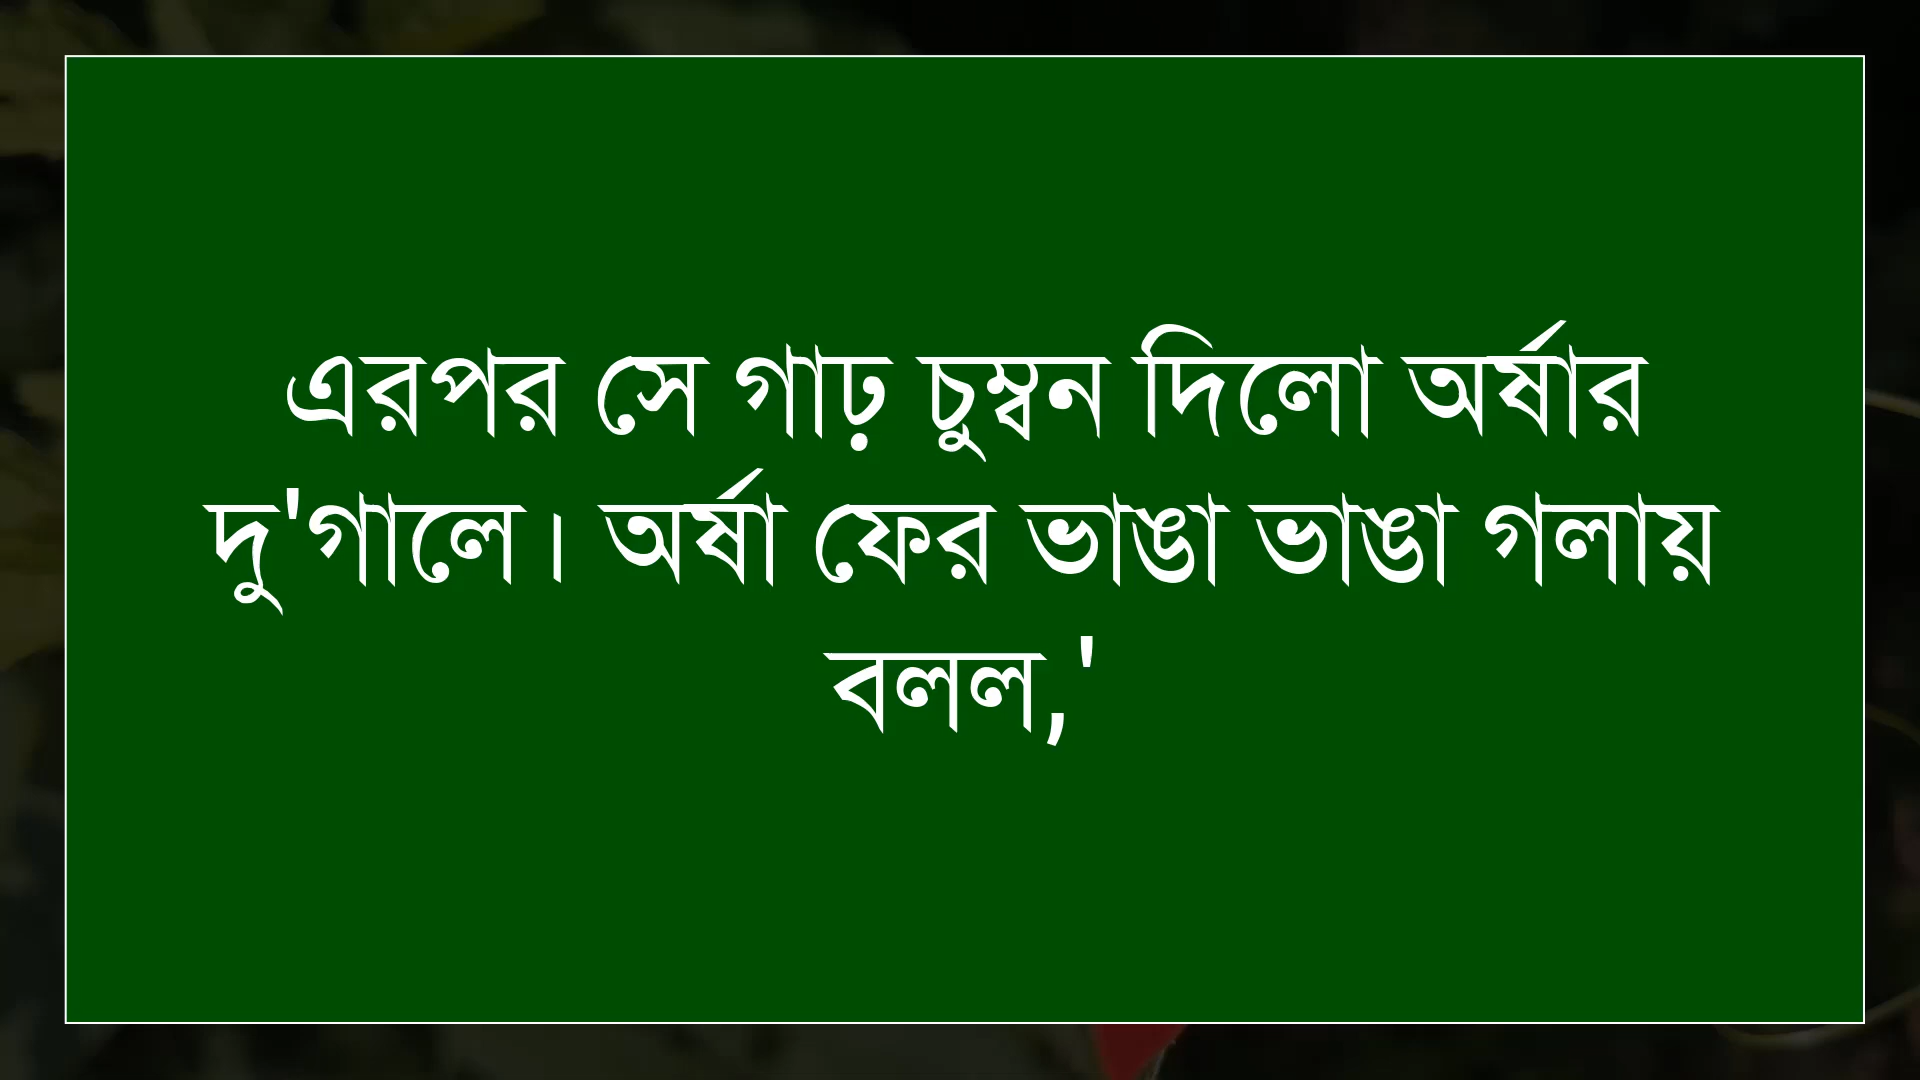 এরপর সে গাঢ় চুম্বন দিলো অর্ষার
দু'গালে। অর্ষা ফের ভাঙা ভাঙা গলায়
বলল,'